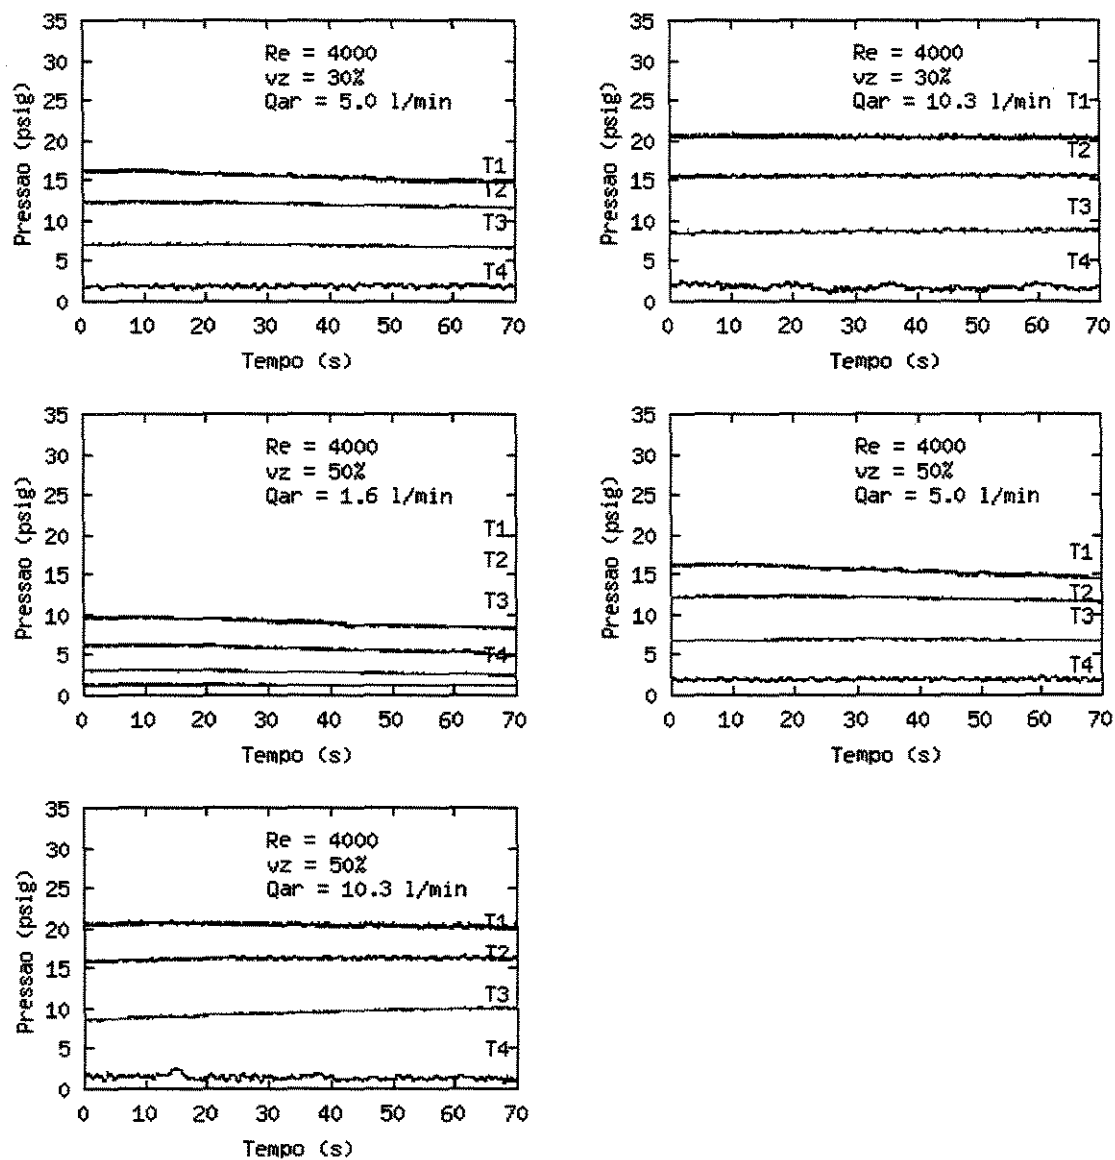 35
30
25
20
15
10
5
0
Pressao (psig)
Re = 4000
vz = 30%
Qar = 5.0 l/min
T1
T2
T3
T4
0 10 20 30 40 50 60 70
Tempo (s)
35
30
25
20
15
10
5
0
Pressao (psig)
Re = 4000
vz = 30%
Qar = 10.3 l/min T1
T2
T3
T4
0 10 20 30 40 50 60 70
Tempo (s)
35
30
25
20
15
10
5
0
Pressao (psig)
Re = 4000
vz = 50%
Qar = 1.6 l/min
T1
T2
T3
T4
0 10 20 30 40 50 60 70
Tempo (s)
35
30
25
20
15
10
5
0
Pressao (psig)
Re = 4000
vz = 50%
Qar = 5.0 l/min
T1
T2
T3
T4
0 10 20 30 40 50 60 70
Tempo (s)
35
30
25
20
15
10
5
0
Pressao (psig)
Re = 4000
vz = 50%
Qar = 10.3 l/min
T1
T2
T3
T4
0 10 20 30 40 50 60 70
Tempo (s)